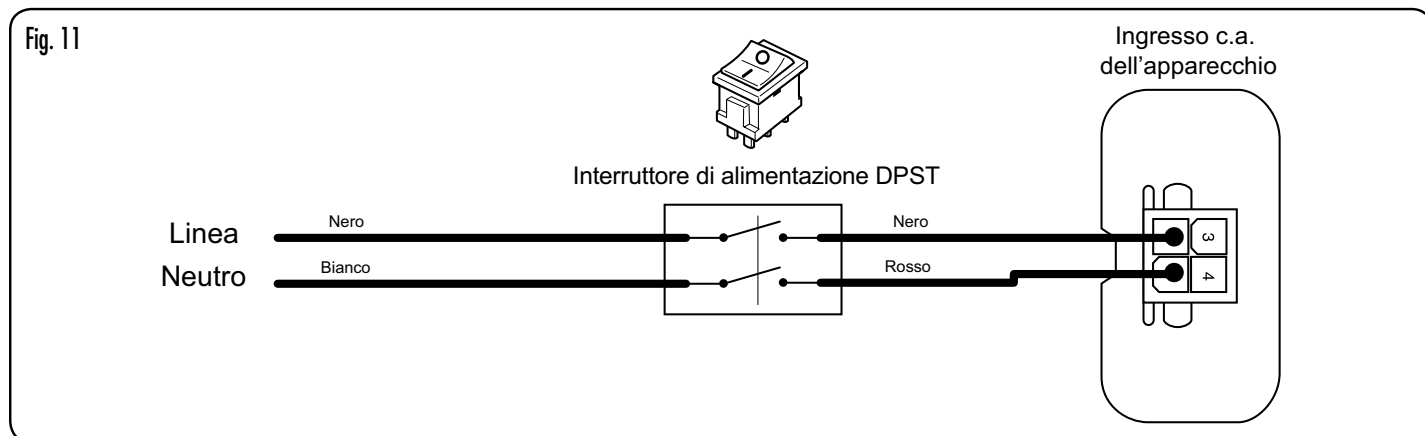 Fig. 11
Ingresso c.a.
dell'apparecchio
Interruttore di alimentazione DPST
Linea
Nero
Nero
Neutro
Bianco
Rosso
3
4